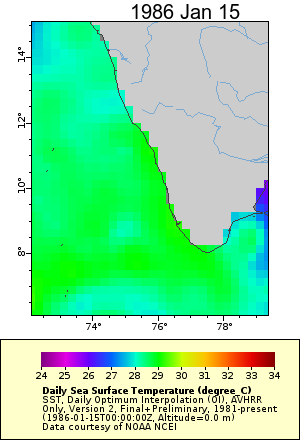 1986 Jan 15
14°
12°
10°
8°
74° 76° 78°
24 25 26 27 28 29 30 31 32 33 34
Daily Sea Surface Temperature (degree_C)
SST, Daily Optimum Interpolation (OI), AVHRR
Only, Version 2, Final+Preliminary, 1981-present
(1986-01-15T00:00:00Z, Altitude=0.0 m)
Data courtesy of NOAA NCEI